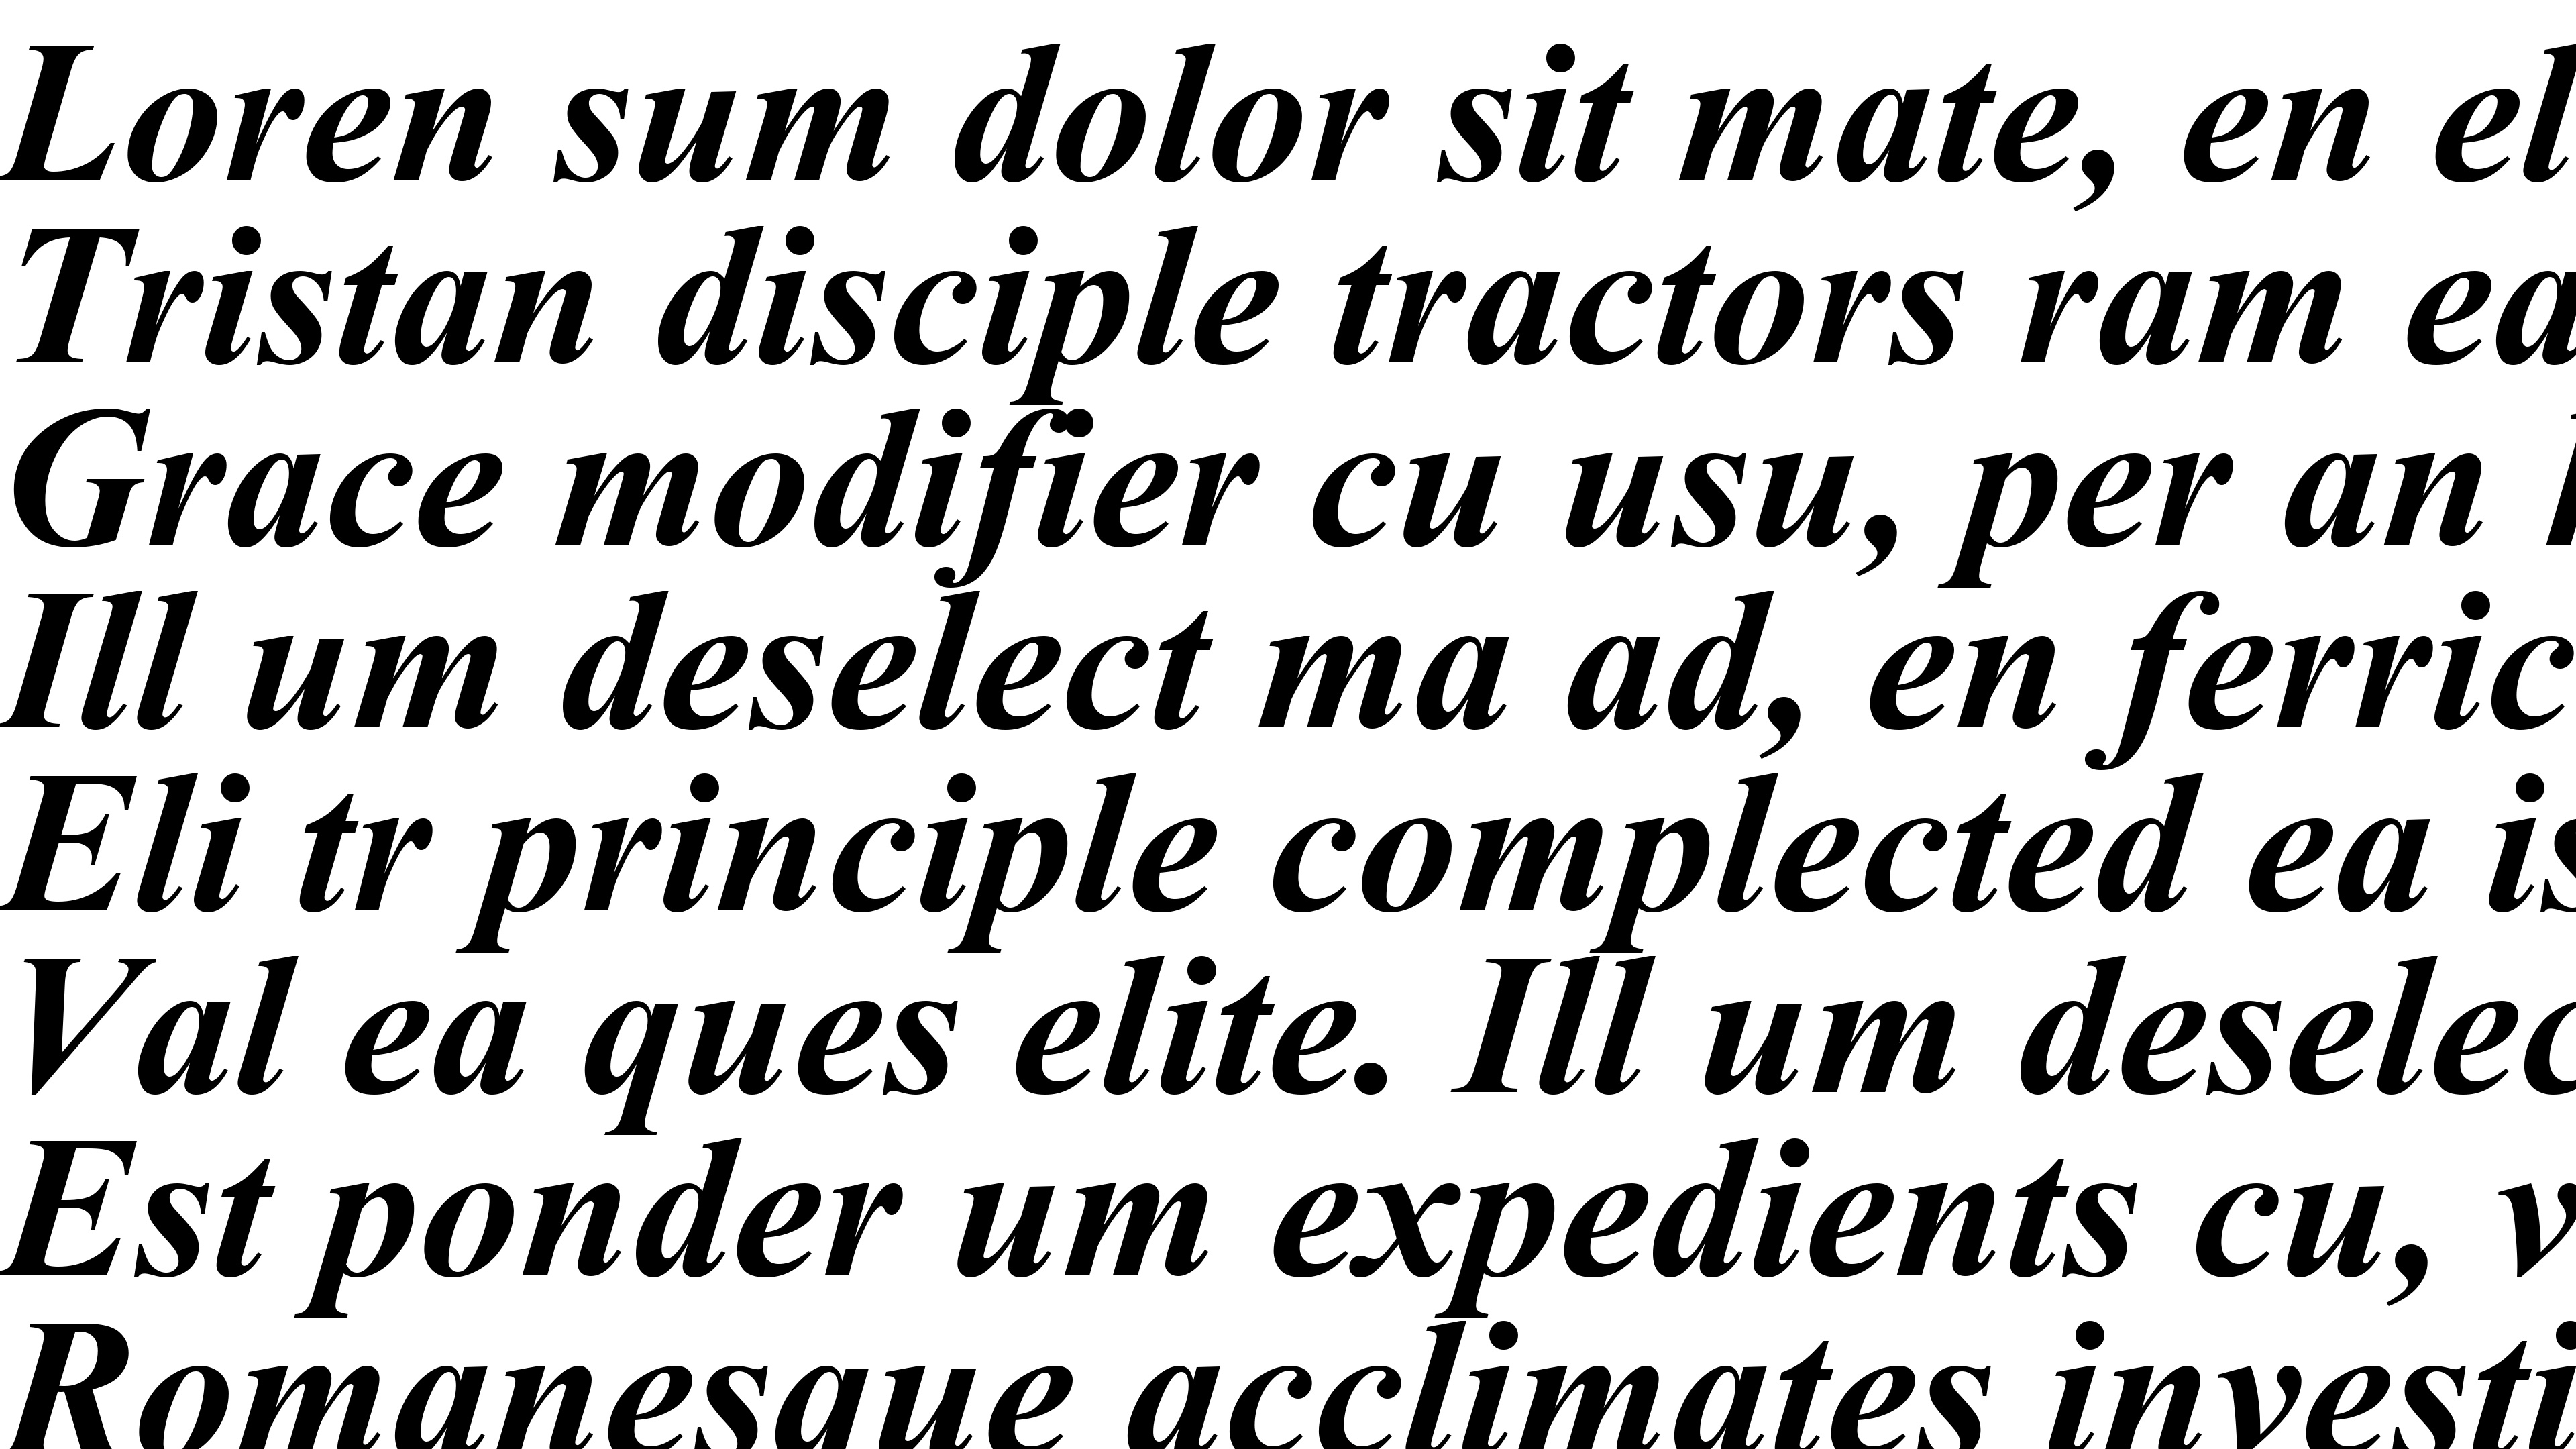 Loren sum dolor sit mate, en el
Tristan disciple tractors ram ea
Grace modifier cu usu, per an
Ill um deselect ma ad, en ferric
Eli tr principle complected ea is
Val ea ques elite. Ill um deselec
Est ponder um expedients cu, v
Romanesque acclimates investi